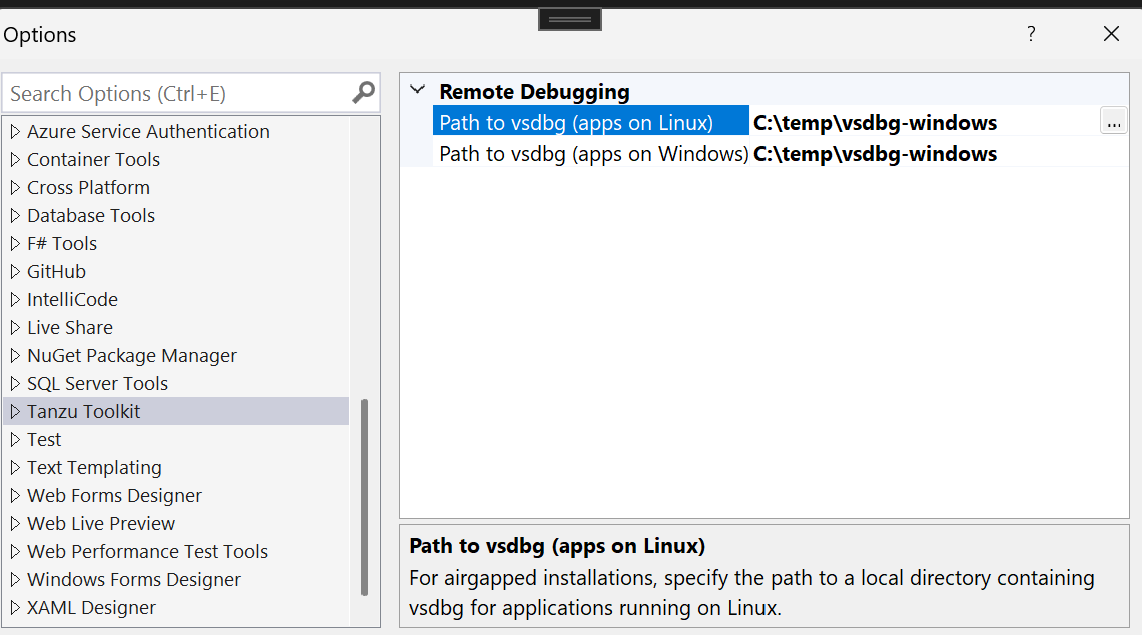 Options
?
Search Options (Ctrl+E)
Azure Service Authentication
Container Tools
Cross Platform
Database Tools
F# Tools
GitHub
IntelliCode
Live Share
NuGet Package Manager
SQL Server Tools
Tanzu Toolkit
Test
Text Templating
Web Forms Designer
Web Live Preview
Web Performance Test Tools
Windows Forms Designer
XAML Designer
Remote Debugging
Path to vsdbg (apps on Linux) C:\temp\vsdbg-windows ...
Path to vsdbg (apps on Windows) C:\temp\vsdbg-windows
Path to vsdbg (apps on Linux)
For airgapped installations, specify the path to a local directory containing
vsdbg for applications running on Linux.